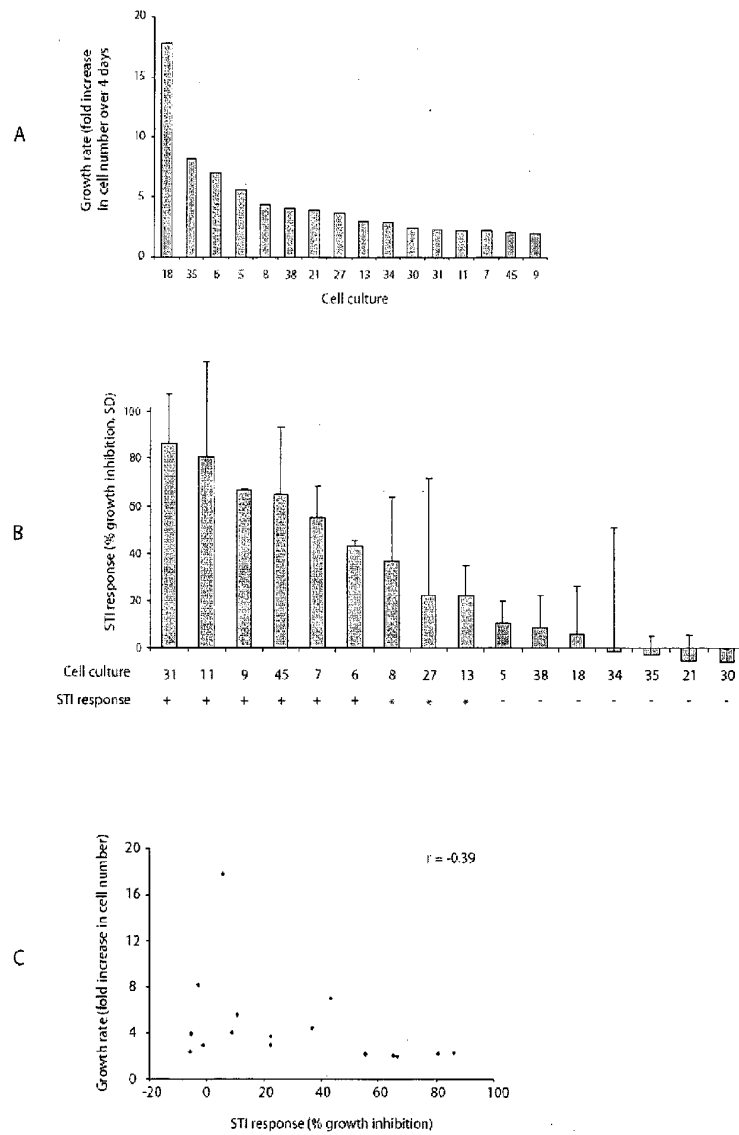 A
Growth rate (fold increase
in cell number over 4 days
20
15
10
5
0
18 35 6 5 8 38 21 27 13 34 30 31 11 7 45 9
Cell culture
B
STI response (% growth inhibition, SD)
100
80
60
40
20
0
Cell culture 31 11 9 45 7 6 8 27 13 5 38 18 34 35 21 30
STI response + + + + + + * * * - - - - - - -
C
Growth rate (fold increase in cell number)
20
16
12
8
4
0
r = -0.39
-20 0 20 40 60 80 100
STI response (% growth inhibition)